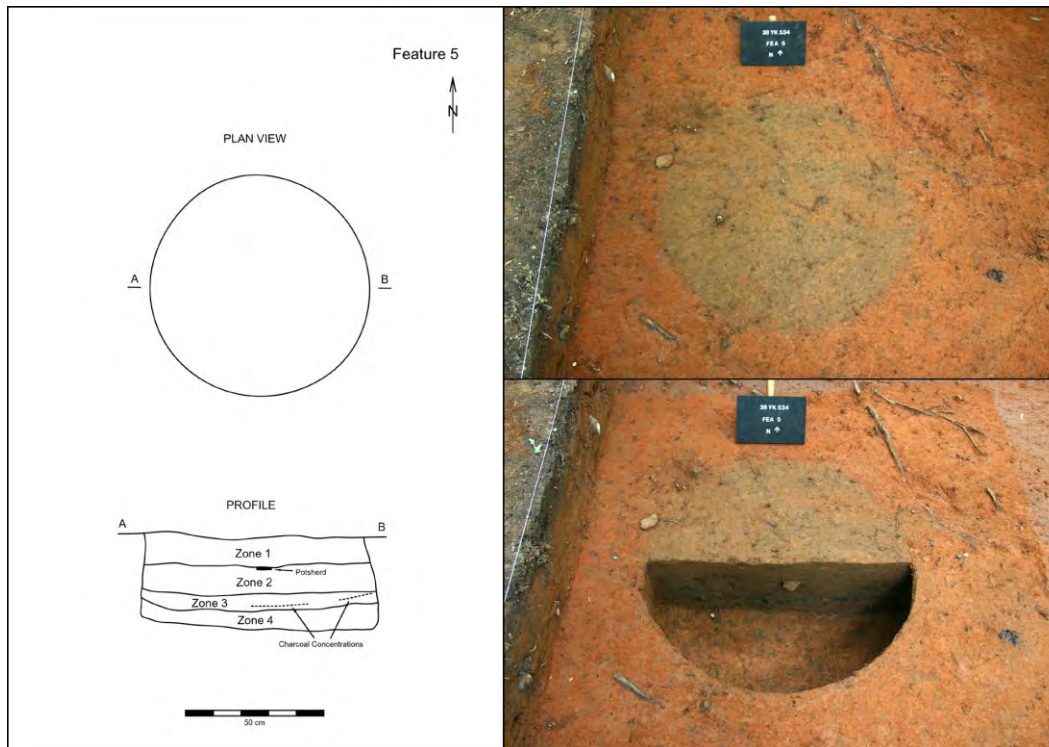 Feature 5
N
PLAN VIEW
A
B
PROFILE
A
B
Zone 1
Potsherd
Zone 2
Zone 3
Zone 4
Charcoal Concentrations
50 cm
38 YK 534
FEA 5
N ↑
38 YK 534
FEA 5
N ↑